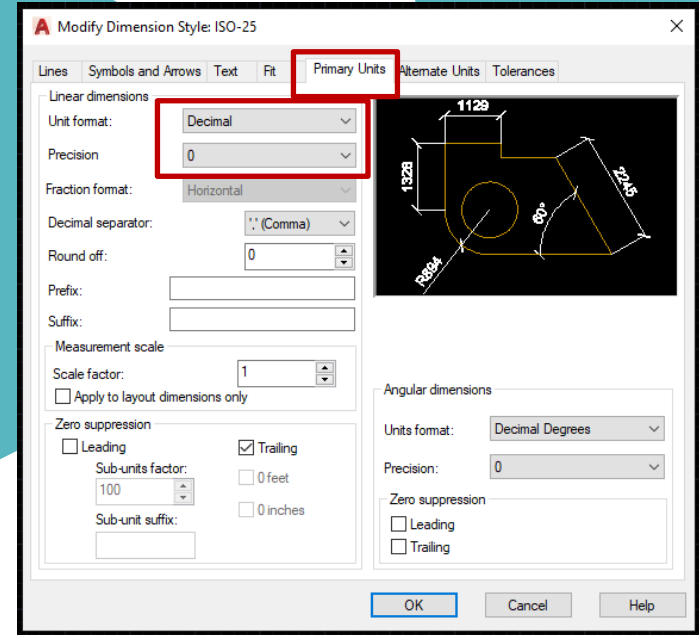 A Modify Dimension Style: ISO-25
Lines Symbols and Arrows Text Fit Primary Units Alternate Units Tolerances
Linear dimensions
Unit format: Decimal
Precision 0
Fraction format: Horizontal
Decimal separator: ',' (Comma)
Round off: 0
Prefix:
Suffix:
Measurement scale
Scale factor: 1
Apply to layout dimensions only
Zero suppression
Leading
Trailing
Sub-units factor:
100
0 feet
Sub-unit suffix:
0 inches
1129
1328
2245
60°
R894
Angular dimensions
Units format: Decimal Degrees
Precision: 0
Zero suppression
Leading
Trailing
OK Cancel Help